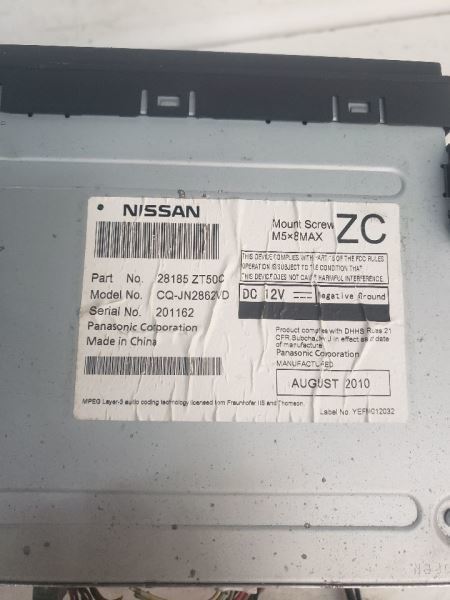 NISSAN
Mount Screw
M5×8MAX
ZC
THIS DEVICE COMPLIES WITH PART 15 OF THE FCC RULES
OPERATION IS SUBJECT TO THE CONDITION THAT
THIS DEVICE DOES NOT CAUSE HARMFUL INTERFERENCE.
Part No. 28185 ZT50C
Model No. CQ-JN2862VD
Serial No. 201162
Panasonic Corporation
Made in China
DC 12V Negative Ground
Product complies with DHHS Rules 21
CFR.Subchapter J in effect as of date
of manufacture.
Panasonic Corporation
MANUFACTURED
AUGUST 2010
MPEG Layer-3 audio coding technology licensed from Fraunhofer IIS and Thomson.
Label No. YEFM012032